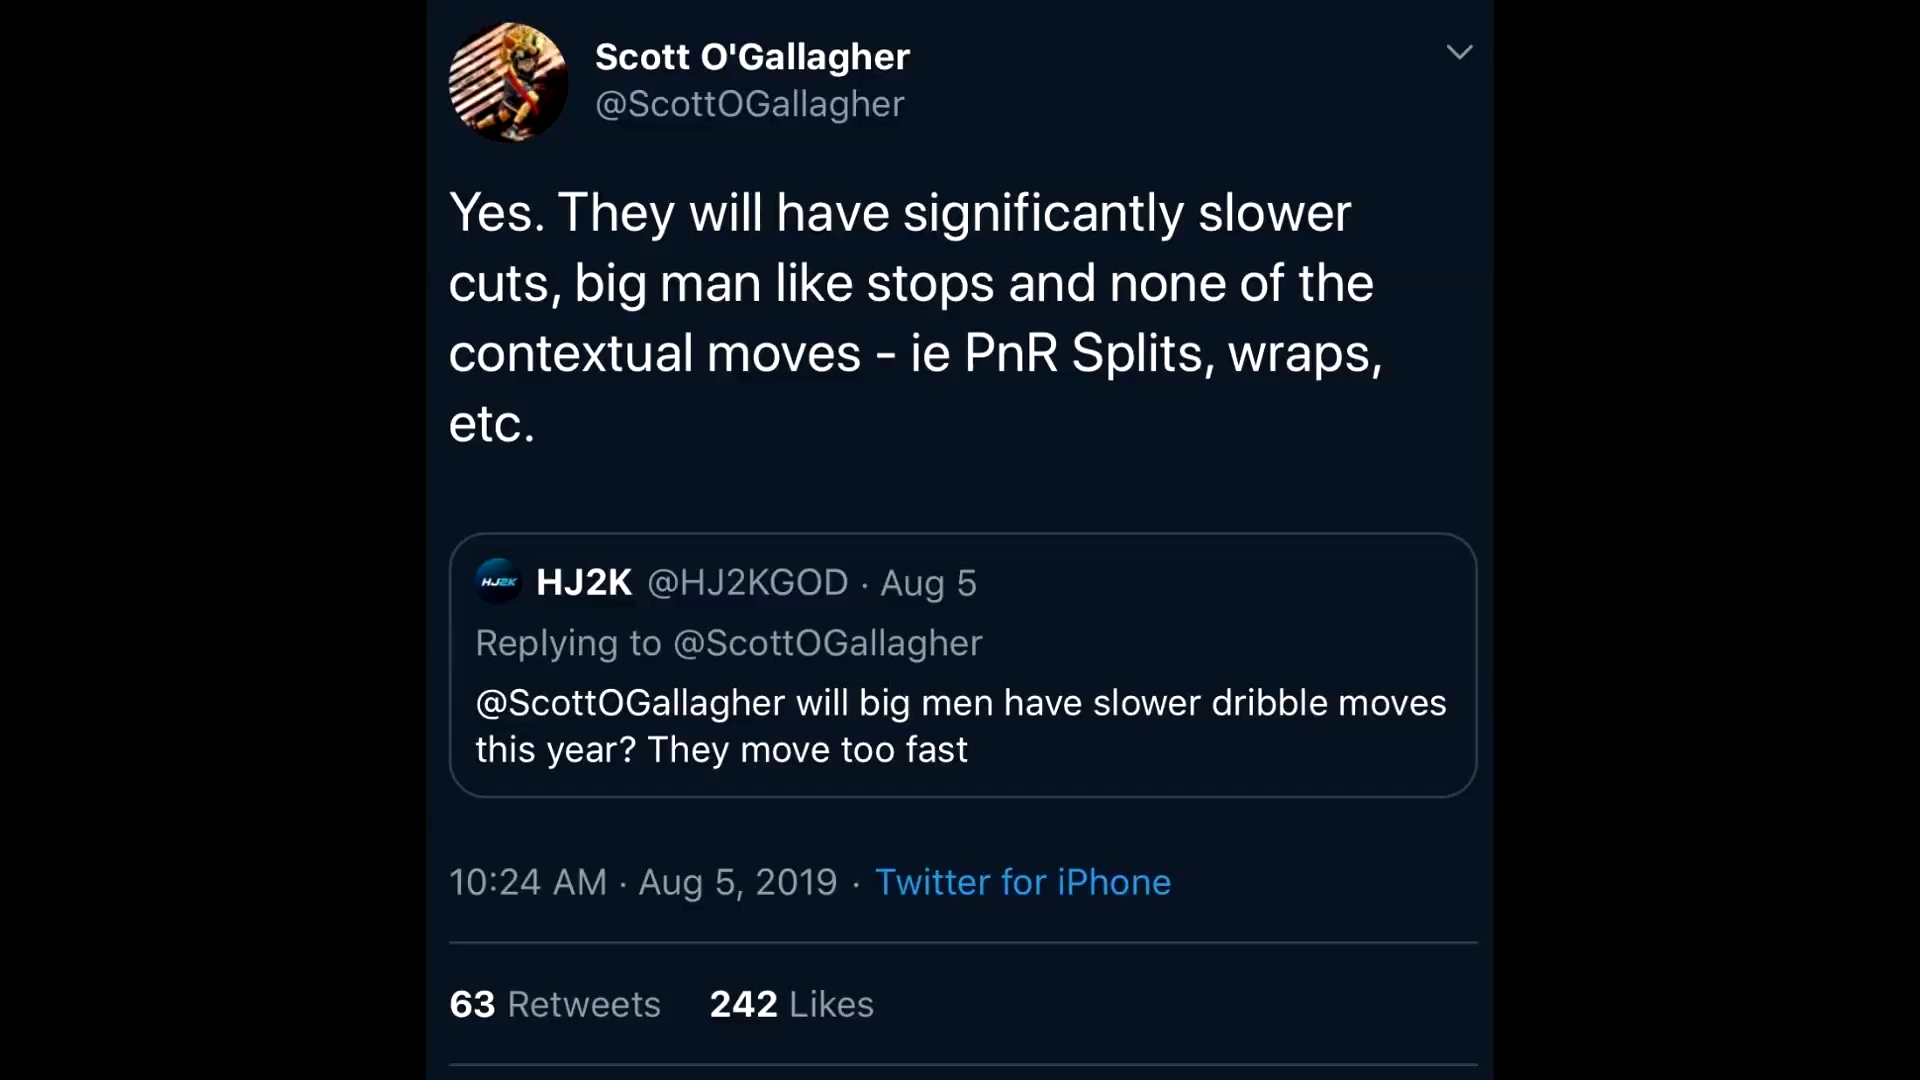 Scott O'Gallagher
@ScottOGallagher
Yes. They will have significantly slower
cuts, big man like stops and none of the
contextual moves - ie PnR Splits, wraps,
etc.
HJ2K
HJ2K @HJ2KGOD · Aug 5
Replying to @ScottOGallagher
@ScottOGallagher will big men have slower dribble moves
this year? They move too fast
10:24 AM · Aug 5, 2019 · Twitter for iPhone
63 Retweets 242 Likes